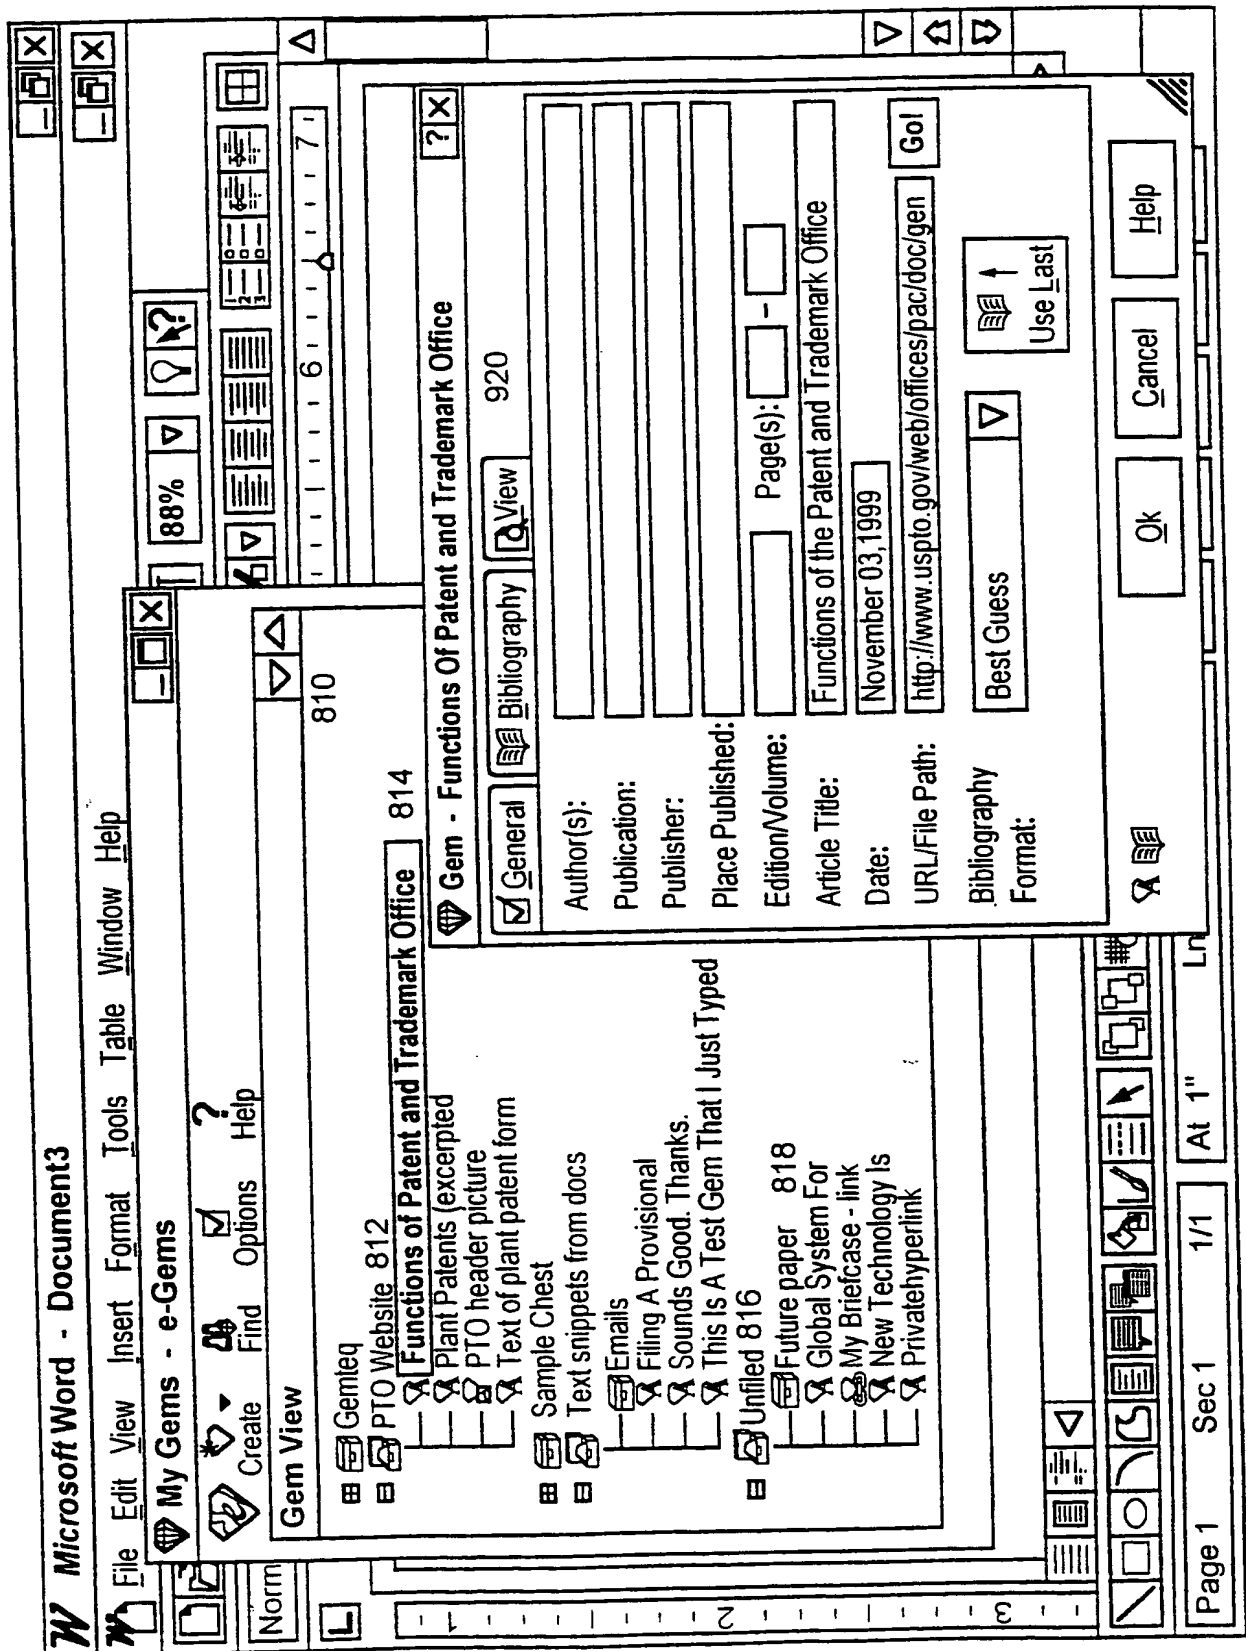 W Microsoft Word - Document3
File Edit View Insert Format Tools Table Window Help
My Gems - e-Gems
88%
Create Find Options Help
Norm
Gem View
6 7
810
Gemteq
PTO Website 812
Functions of Patent and Trademark Office 814
Plant Patents (excerpted
PTO header picture
Text of plant patent form
Sample Chest
Text snippets from docs
Emails
Filing A Provisional
Sounds Good. Thanks.
This Is A Test Gem That I Just Typed
Unfiled 816
Future paper 818
Global System For
My Briefcase - link
New Technology Is
Privatehyperlink
Gem - Functions Of Patent and Trademark Office
General Bibliography View 920
Author(s):
Publication:
Publisher:
Place Published:
Edition/Volume: Page(s): -
Article Title: Functions of the Patent and Trademark Office
Date: November 03,1999
URL/File Path: http://www.uspto.gov/web/offices/pac/doc/gen Go!
Bibliography
Format: Best Guess Use Last
Ok Cancel Help
1
2
3
Page 1 Sec 1 1/1 At 1" Ln